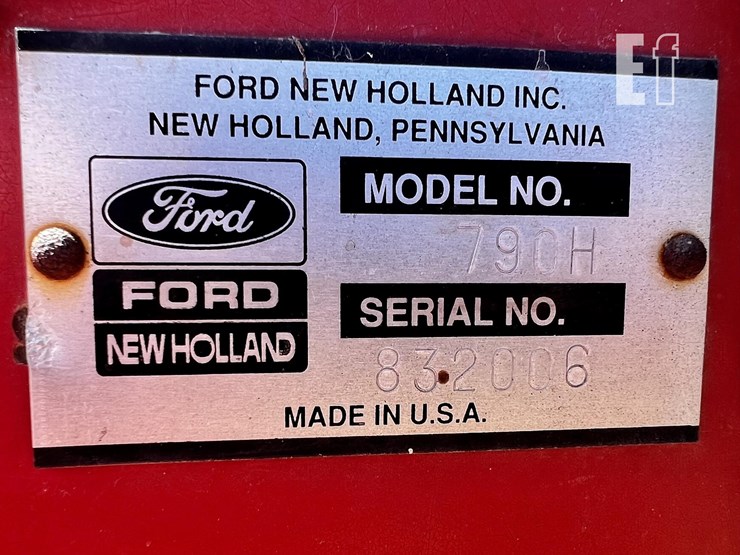 Ef
FORD NEW HOLLAND INC.
NEW HOLLAND, PENNSYLVANIA
Ford
FORD
NEW HOLLAND
MODEL NO.
790H
SERIAL NO.
832006
MADE IN U.S.A.